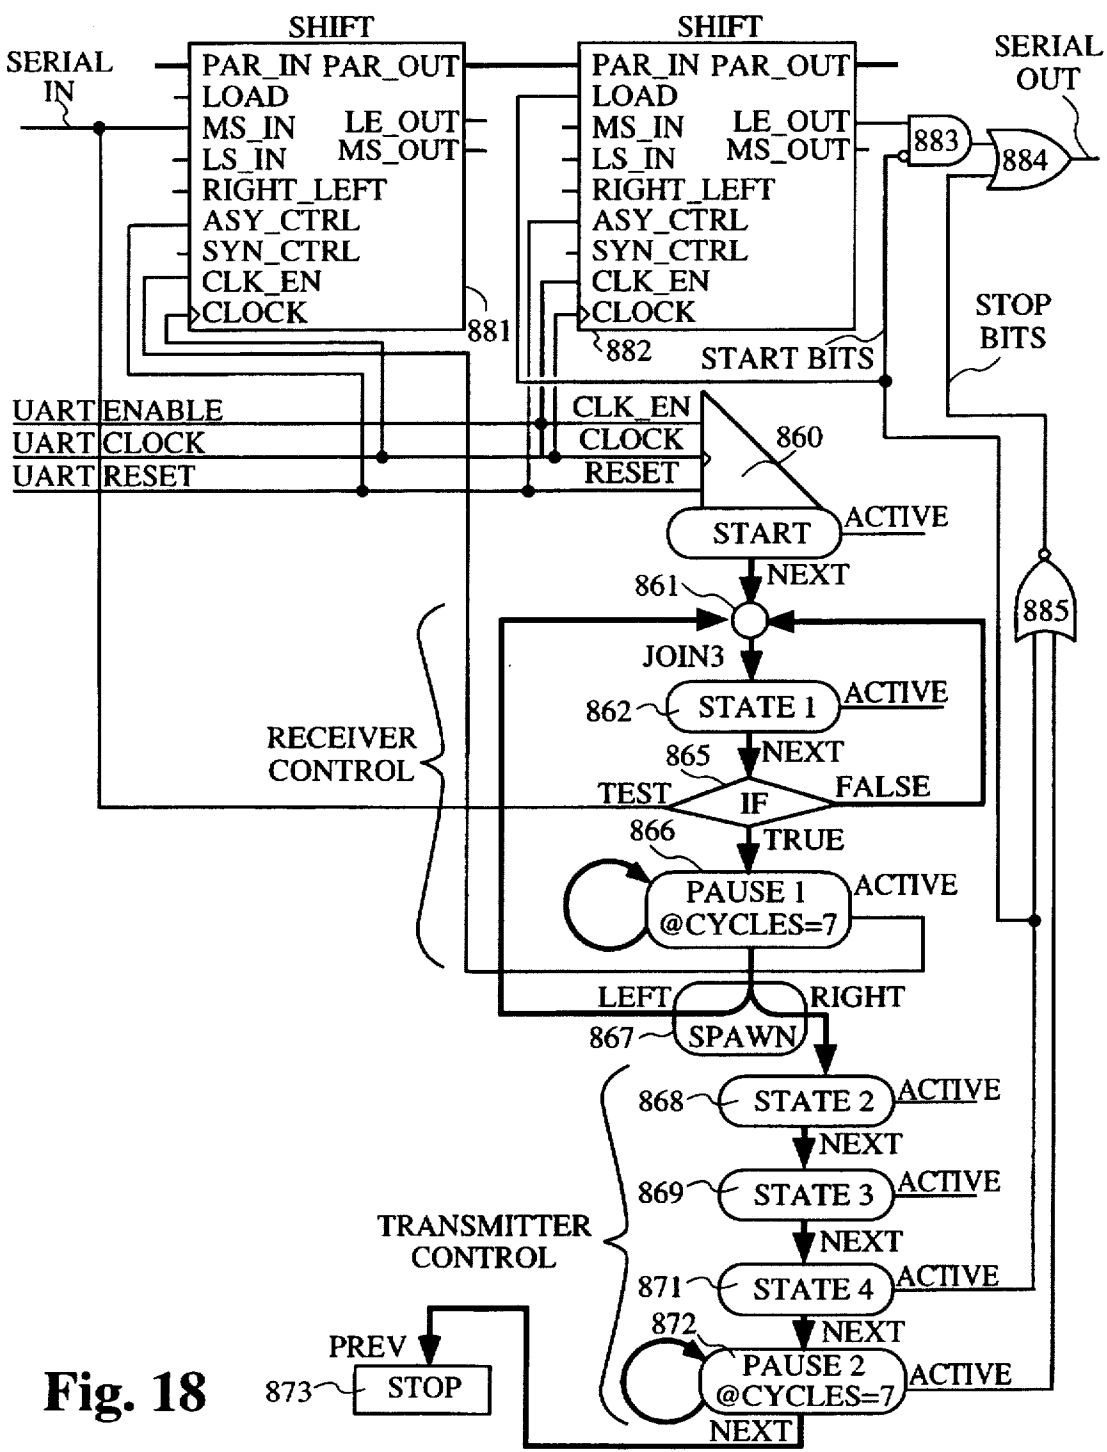 SHIFT
SHIFT
SERIAL
IN
SERIAL
OUT
PAR_IN PAR_OUT
LOAD
MS_IN
LE_OUT
MS_OUT
LS_IN
RIGHT_LEFT
ASY_CTRL
SYN_CTRL
CLK_EN
CLOCK
881
PAR_IN PAR_OUT
LOAD
MS_IN
LE_OUT
MS_OUT
LS_IN
RIGHT_LEFT
ASY_CTRL
SYN_CTRL
CLK_EN
CLOCK
882
883
884
START BITS
STOP
BITS
UART ENABLE
UART CLOCK
UART RESET
CLK_EN
CLOCK
RESET
860
START
ACTIVE
NEXT
861
885
JOIN3
862
STATE 1
ACTIVE
NEXT
RECEIVER
CONTROL
865
TEST
IF
FALSE
TRUE
866
PAUSE 1
@CYCLES=7
ACTIVE
LEFT
RIGHT
867
SPAWN
868
STATE 2
ACTIVE
NEXT
869
STATE 3
ACTIVE
NEXT
TRANSMITTER
CONTROL
871
STATE 4
ACTIVE
NEXT
872
PAUSE 2
@CYCLES=7
ACTIVE
NEXT
PREV
873
STOP
Fig. 18